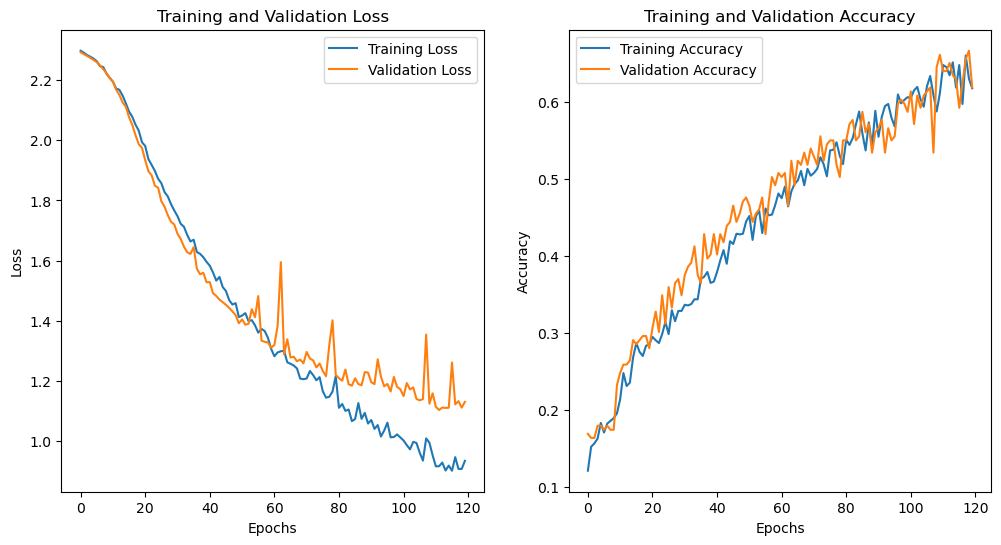 Training and Validation Loss
Training Loss
Validation Loss
Loss
2.2
2.0
1.8
1.6
1.4
1.2
1.0
0
20
40
60
80
100
120
Epochs
Training and Validation Accuracy
Training Accuracy
Validation Accuracy
Accuracy
0.6
0.5
0.4
0.3
0.2
0.1
0
20
40
60
80
100
120
Epochs